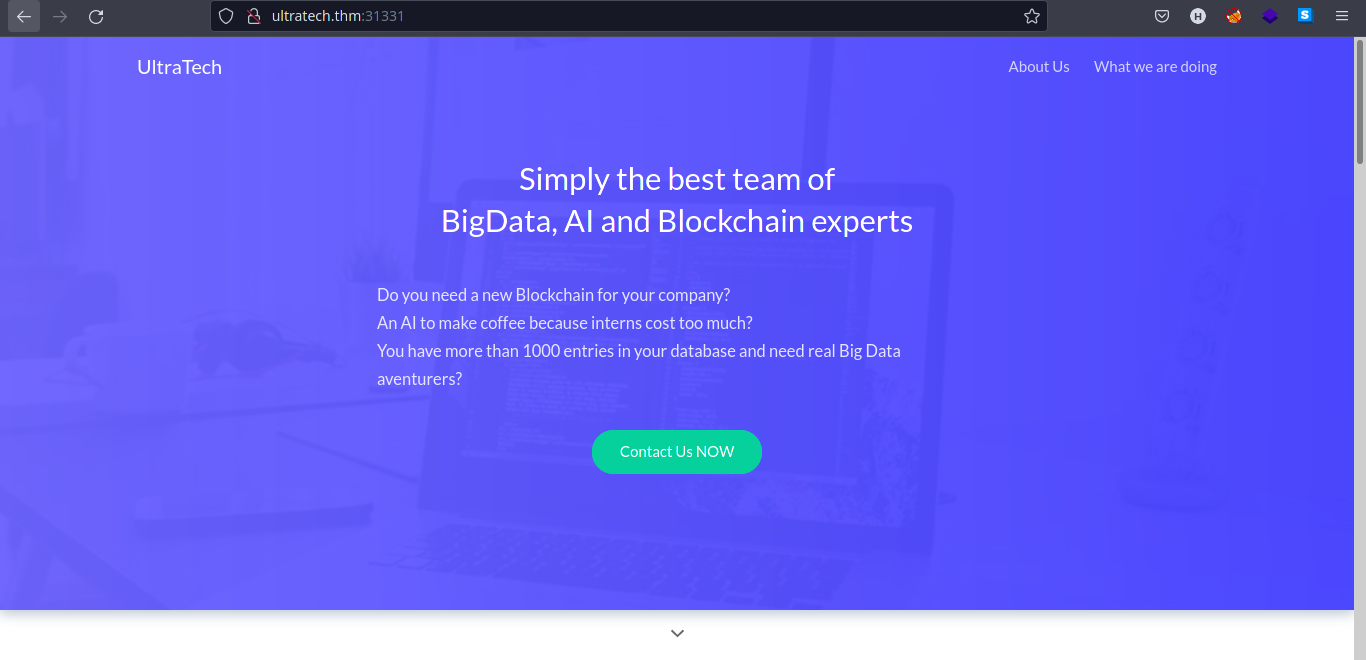 ultratech.thm:31331
H
S
UltraTech
About Us
What we are doing
Simply the best team of
BigData, AI and Blockchain experts
Do you need a new Blockchain for your company?
An AI to make coffee because interns cost too much?
You have more than 1000 entries in your database and need real Big Data
aventurers?
Contact Us NOW